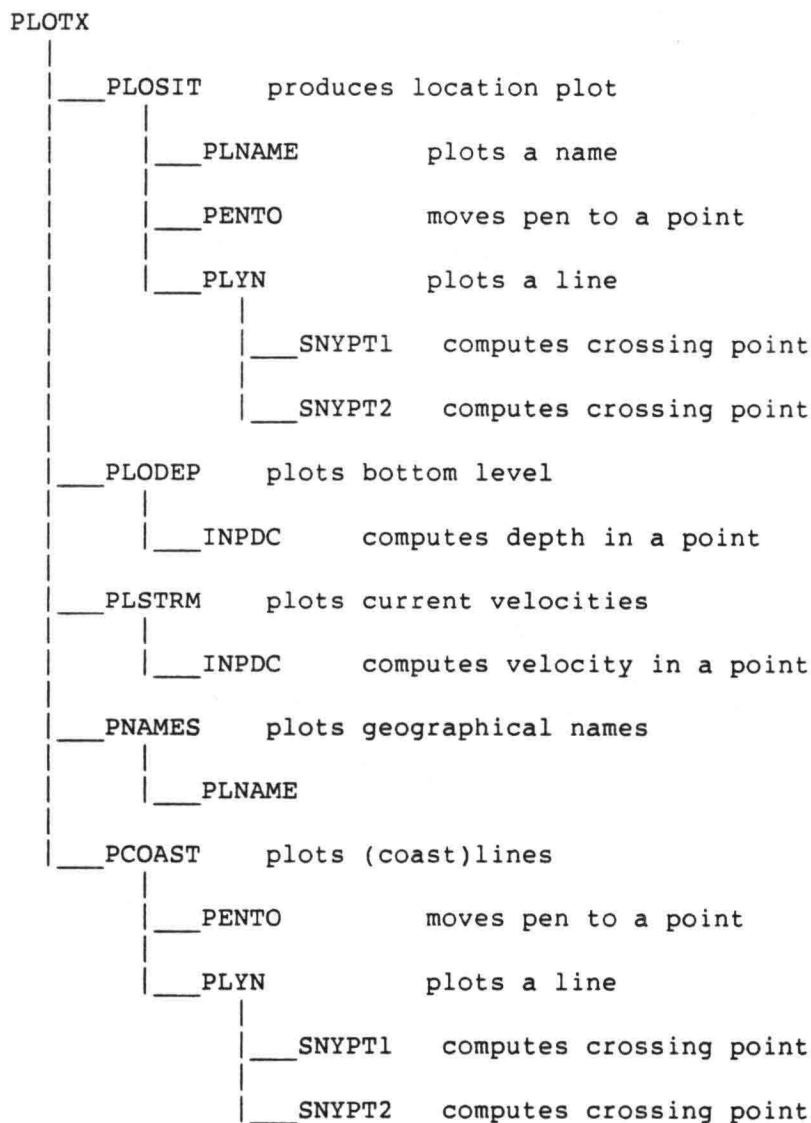 PLOTX
PLOSIT produces location plot
PLNAME plots a name
PENTO moves pen to a point
PLYN plots a line
SNYPT1 computes crossing point
SNYPT2 computes crossing point
PLODEP plots bottom level
INPDC computes depth in a point
PLSTRM plots current velocities
INPDC computes velocity in a point
PNAMES plots geographical names
PLNAME
PCOAST plots (coast)lines
PENTO moves pen to a point
PLYN plots a line
SNYPT1 computes crossing point
SNYPT2 computes crossing point